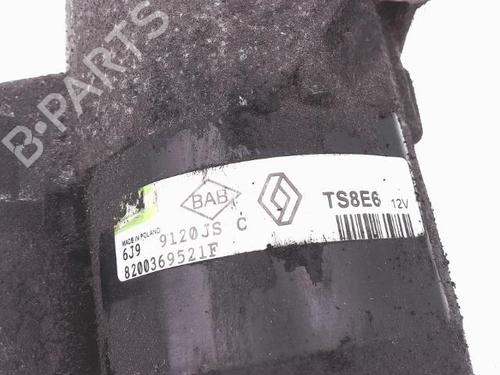 B-PARTS
BAB
TS8E6
12V
MADE IN POLAND
6J9 9120JS C
8200369521F